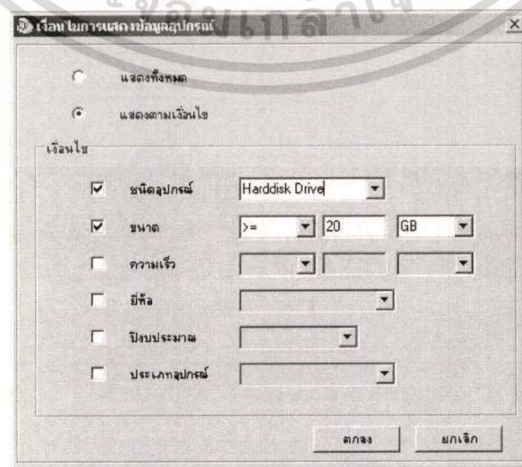 เงื่อนไขการแสดงข้อมูลอุปกรณ์
แสดงทั้งหมด
แสดงตามเงื่อนไข
เงื่อนไข
ชนิดอุปกรณ์ Harddisk Drive
ขนาด >= 20 GB
ความเร็ว
ยี่ห้อ
ปีงบประมาณ
ประเภทอุปกรณ์
ตกลง ยกเลิก